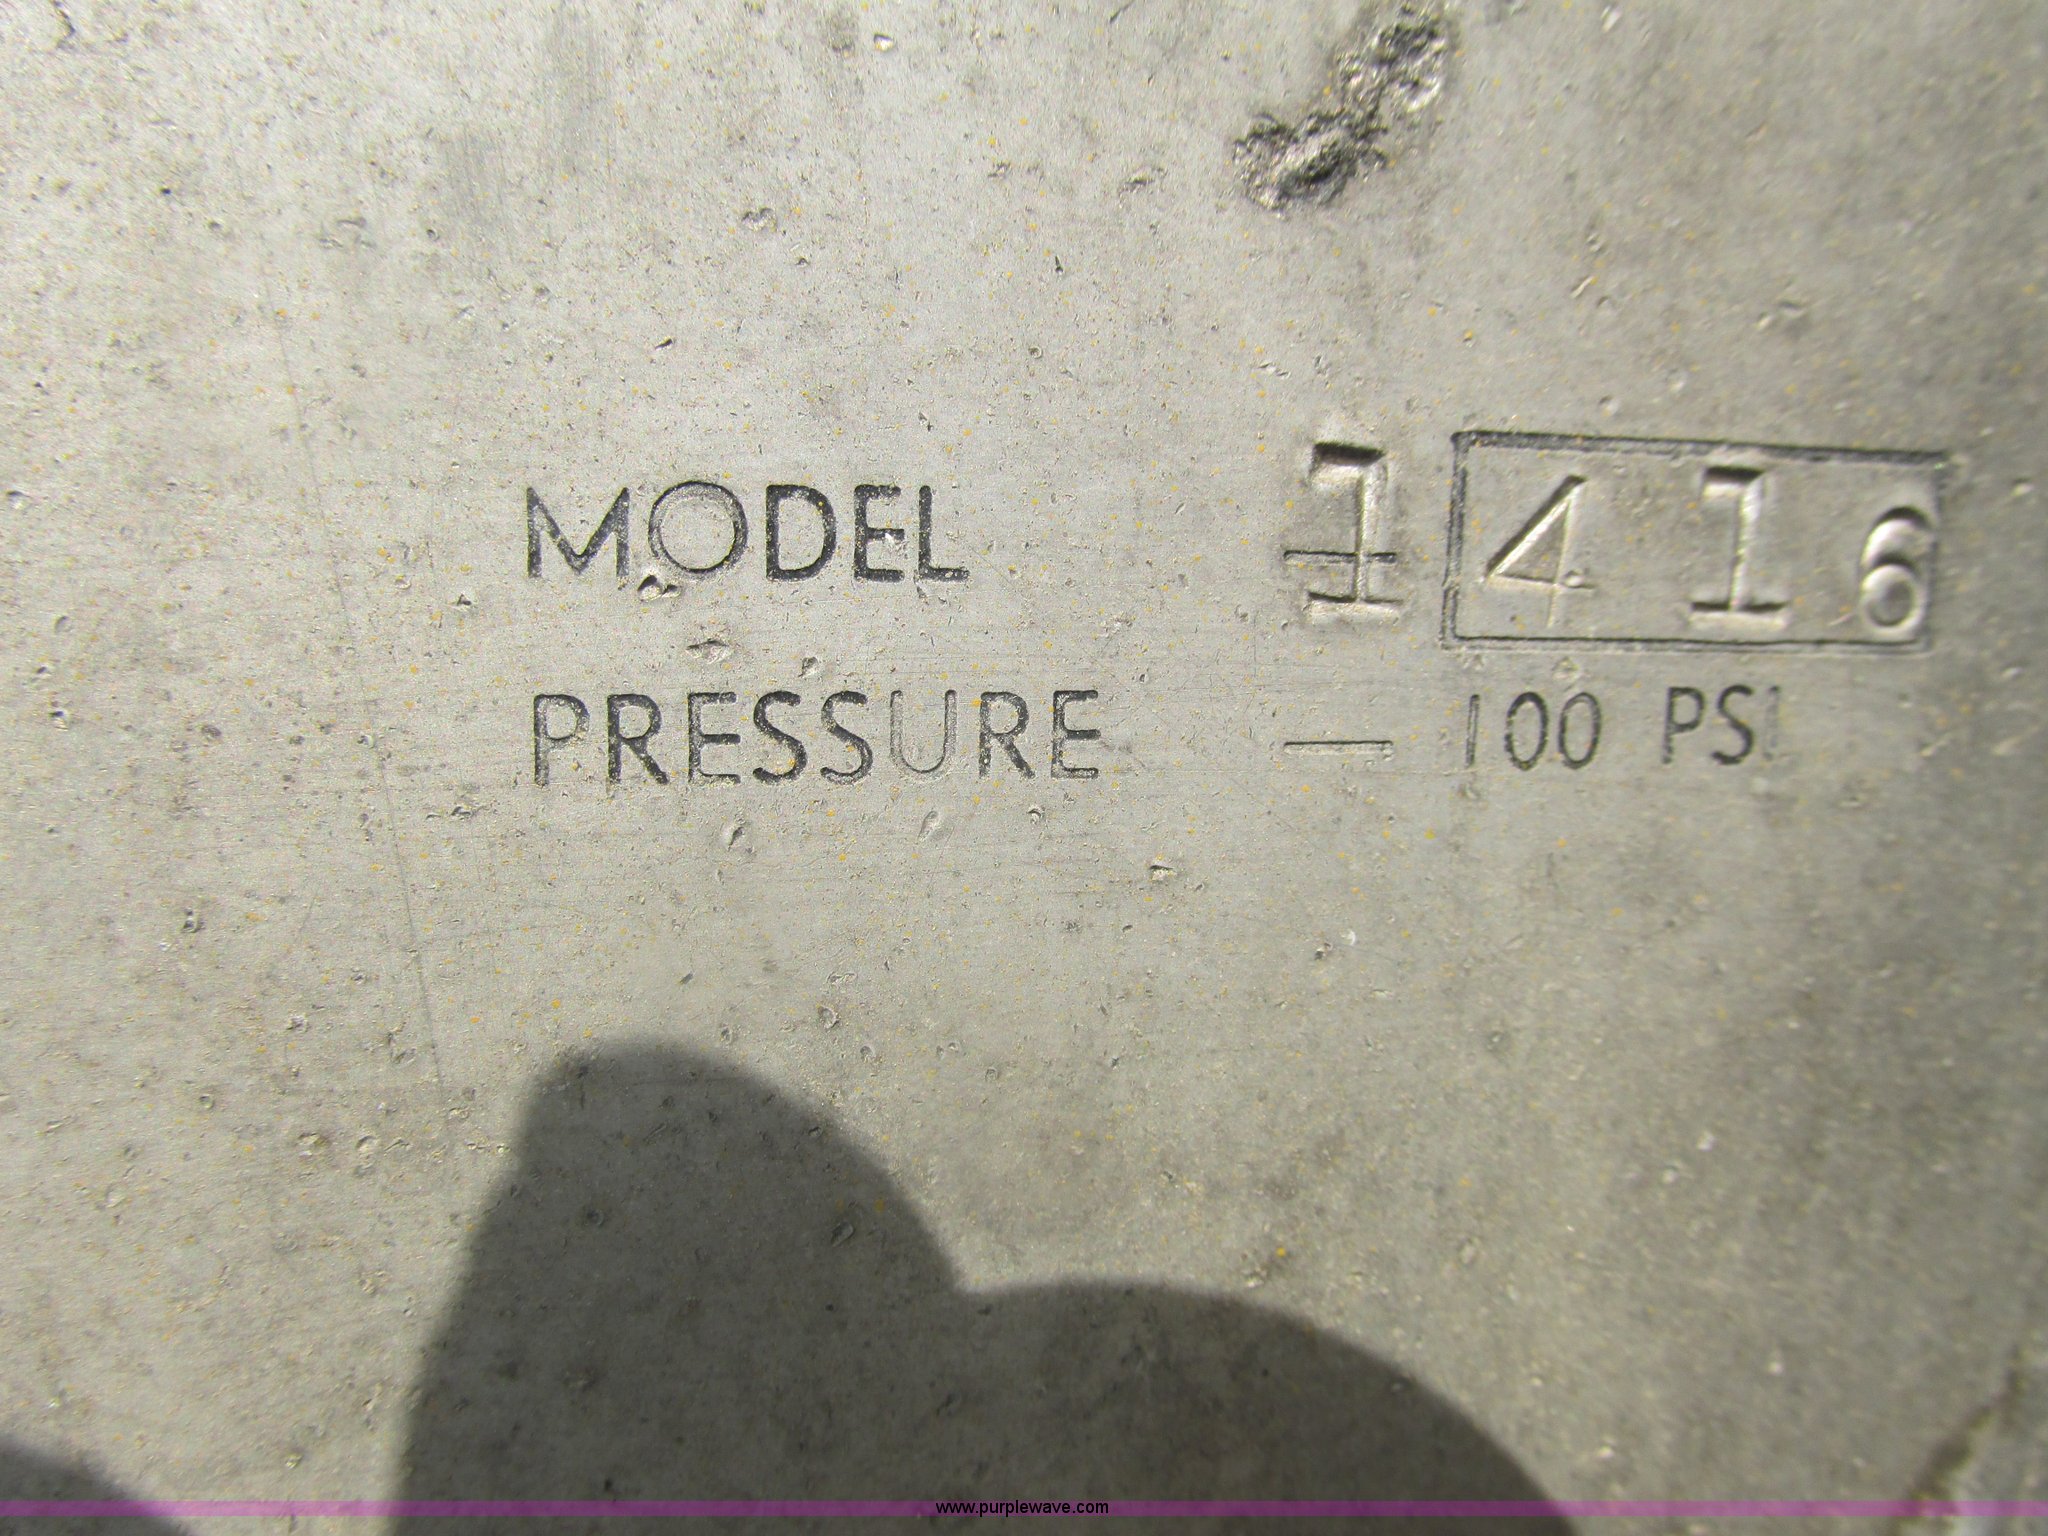 MODEL — 1416
PRESSURE — 100 PSI
www.purplewave.com